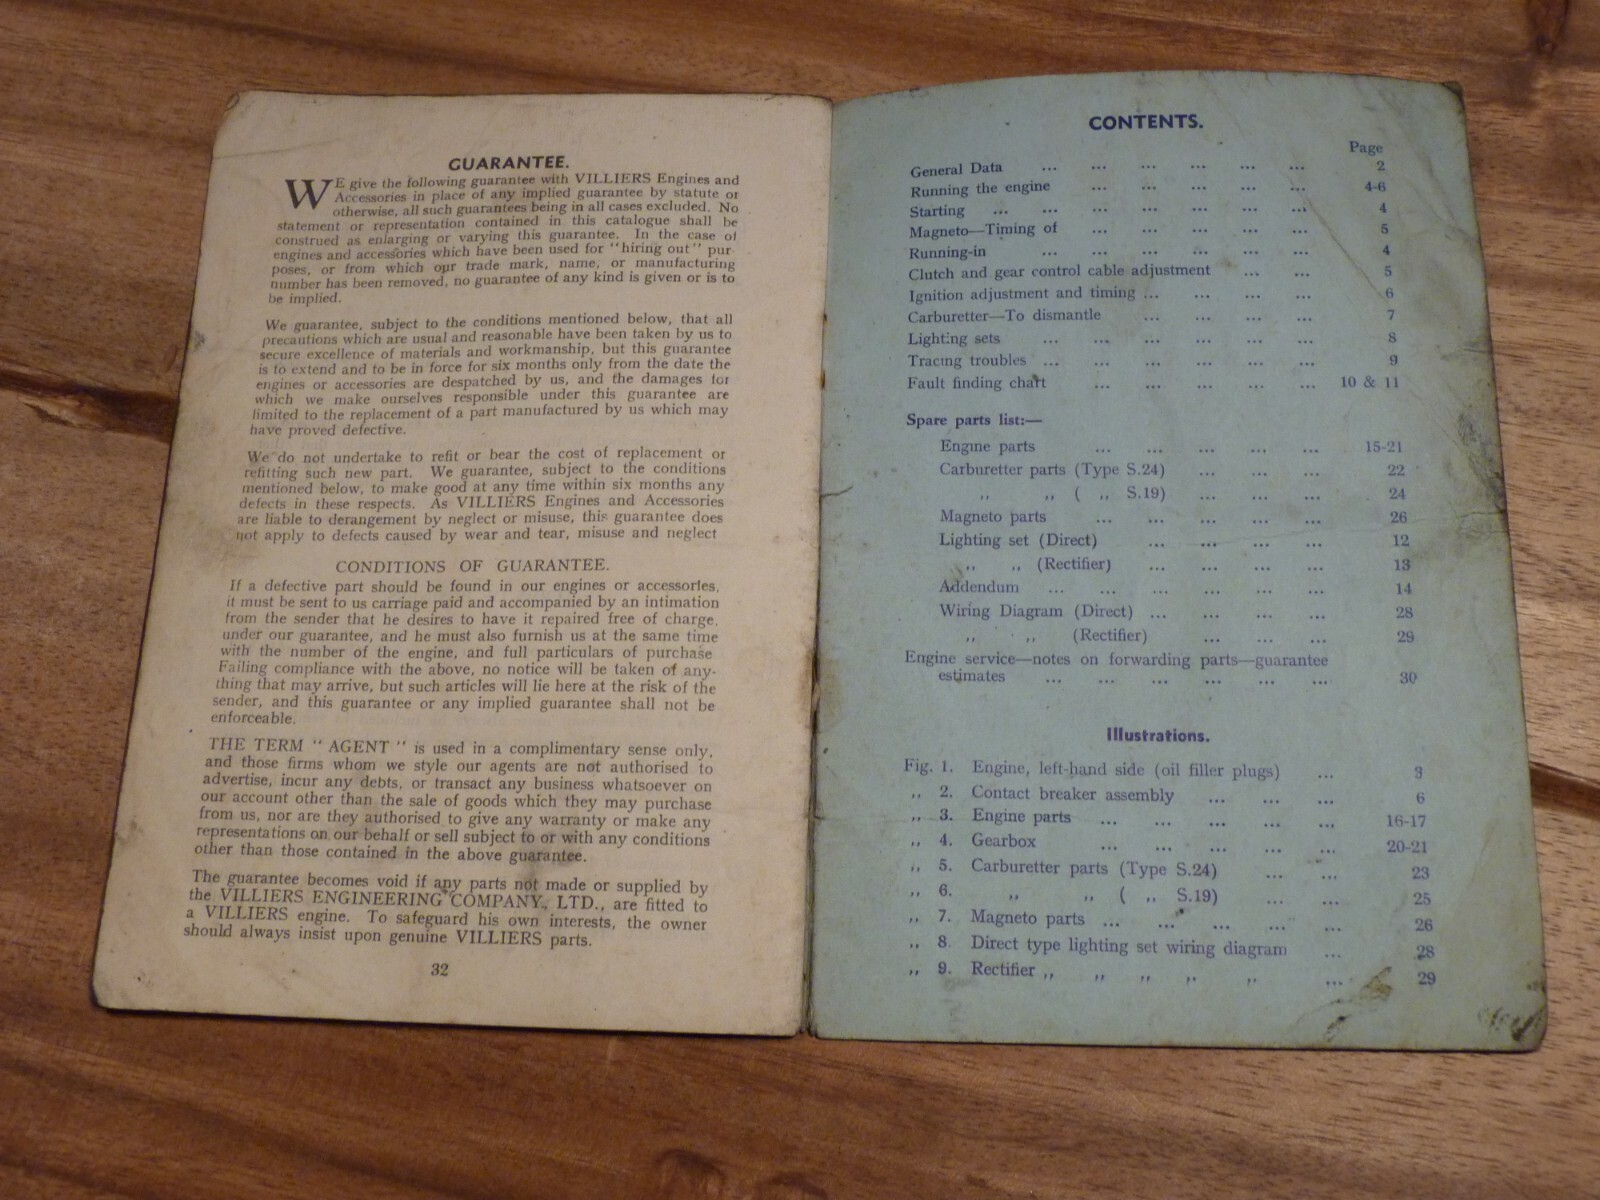 GUARANTEE.
WE give the following guarantee with VILLIERS Engines and
Accessories in place of any implied guarantee by statute or
otherwise, all such guarantees being in all cases excluded. No
statement or representation contained in this catalogue shall be
construed as enlarging or varying this guarantee. In the case of
engines and accessories which have been used for "hiring out" pur-
poses, or from which our trade mark, name, or manufacturing
number has been removed, no guarantee of any kind is given or is to
be implied.
We guarantee, subject to the conditions mentioned below, that all
precautions which are usual and reasonable have been taken by us to
secure excellence of materials and workmanship, but this guarantee
is to extend and to be in force for six months only from the date the
engines or accessories are despatched by us, and the damages for
which we make ourselves responsible under this guarantee are
limited to the replacement of a part manufactured by us which may
have proved defective.
We do not undertake to refit or bear the cost of replacement or
refitting such new part. We guarantee, subject to the conditions
mentioned below, to make good at any time within six months any
defects in these respects. As VILLIERS Engines and Accessories
are liable to derangement by neglect or misuse, this guarantee does
not apply to defects caused by wear and tear, misuse and neglect
CONDITIONS OF GUARANTEE.
If a defective part should be found in our engines or accessories,
it must be sent to us carriage paid and accompanied by an intimation
from the sender that he desires to have it repaired free of charge,
under our guarantee, and he must also furnish us at the same time
with the number of the engine, and full particulars of purchase
Failing compliance with the above, no notice will be taken of any-
thing that may arrive, but such articles will lie here at the risk of the
sender, and this guarantee or any implied guarantee shall not be
enforceable.
THE TERM "AGENT" is used in a complimentary sense only,
and those firms whom we style our agents are not authorised to
advertise, incur any debts, or transact any business whatsoever on
our account other than the sale of goods which they may purchase
from us, nor are they authorised to give any warranty or make any
representations on our behalf or sell subject to or with any conditions
other than those contained in the above guarantee.
The guarantee becomes void if any parts not made or supplied by
the VILLIERS ENGINEERING COMPANY, LTD., are fitted to
a VILLIERS engine. To safeguard his own interests, the owner
should always insist upon genuine VILLIERS parts.
32
CONTENTS.
Page
General Data ... ... ... ... ... ... 2
Running the engine ... ... ... ... ... 4-6
Starting ... ... ... ... ... ... ... 4
Magneto—Timing of ... ... ... ... ... 5
Running-in ... ... ... ... ... ... 4
Clutch and gear control cable adjustment ... ... 5
Ignition adjustment and timing ... ... ... ... 6
Carburetter—To dismantle ... ... ... ... 7
Lighting sets ... ... ... ... ... ... 8
Tracing troubles ... ... ... ... ... ... 9
Fault finding chart ... ... ... ... ... 10 & 11
Spare parts list:—
Engine parts ... ... ... ... ... 15-21
Carburetter parts (Type S.24) ... ... ... 22
,, ,, ( ,, S.19) ... ... ... 24
Magneto parts ... ... ... ... ... 26
Lighting set (Direct) ... ... ... ... 12
,, ,, (Rectifier) ... ... ... ... 13
Addendum ... ... ... ... ... ... 14
Wiring Diagram (Direct) ... ... ... ... 28
,, ,, (Rectifier) ... ... ... 29
Engine service—notes on forwarding parts—guarantee
estimates ... ... ... ... ... ... 30
Illustrations.
Fig. 1. Engine, left-hand side (oil filler plugs) ... 3
,, 2. Contact breaker assembly ... ... ... 6
,, 3. Engine parts ... ... ... ... ... 16-17
,, 4. Gearbox ... ... ... ... ... 20-21
,, 5. Carburetter parts (Type S.24) ... ... 23
,, 6. ,, ,, ( ,, S.19) ... ... 25
,, 7. Magneto parts ... ... ... ... ... 26
,, 8. Direct type lighting set wiring diagram ... 28
,, 9. Rectifier ,, ,, ,, ,, ,, ... 29